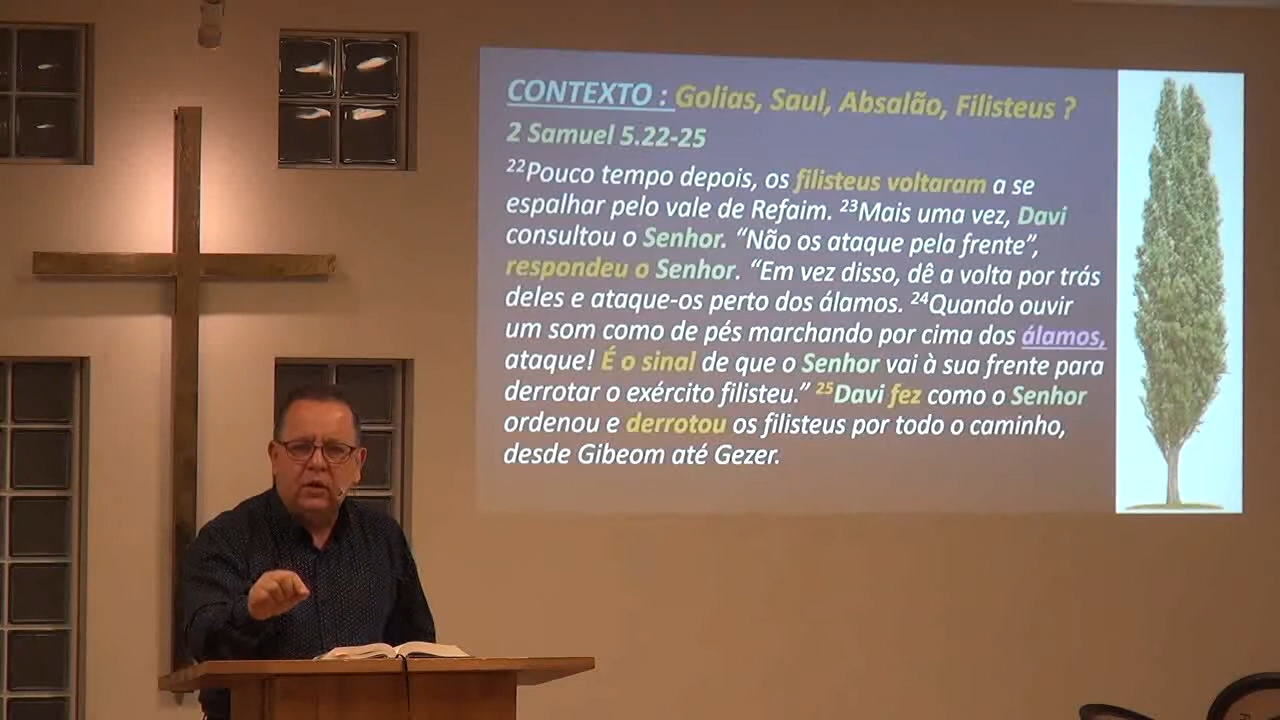 CONTEXTO : Golias, Saul, Absalão, Filisteus ?
2 Samuel 5.22-25
²²Pouco tempo depois, os filisteus voltaram a se
espalhar pelo vale de Refaim. ²³Mais uma vez, Davi
consultou o Senhor. “Não os ataque pela frente”,
respondeu o Senhor. “Em vez disso, dê a volta por trás
deles e ataque-os perto dos álamos. ²⁴Quando ouvir
um som como de pés marchando por cima dos álamos,
ataque! É o sinal de que o Senhor vai à sua frente para
derrotar o exército filisteu.” ²⁵Davi fez como o Senhor
ordenou e derrotou os filisteus por todo o caminho,
desde Gibeom até Gezer.